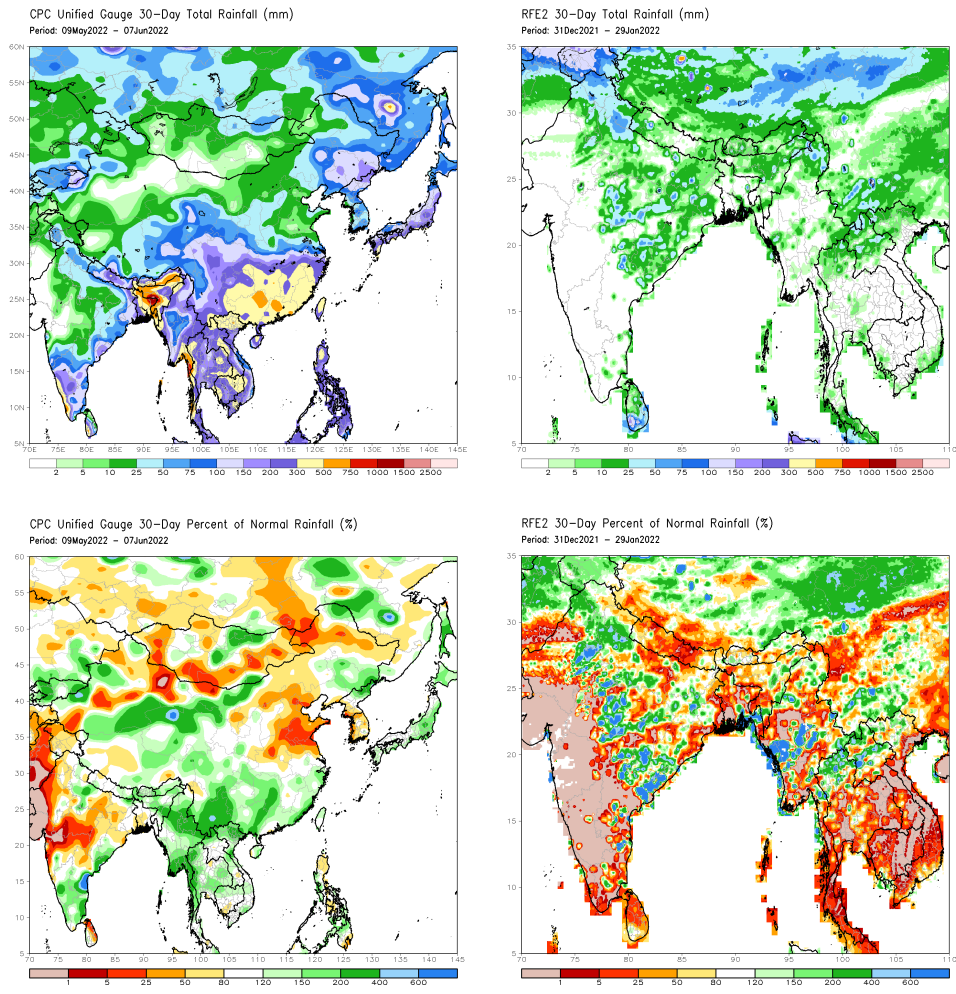 CPC Unified Gauge 30-Day Total Rainfall (mm)
Period: 09May2022 - 07Jun2022
60N
55N
50N
45N
40N
35N
30N
25N
20N
15N
10N
5N
70E 75E 80E 85E 90E 95E 100E 105E 110E 115E 120E 125E 130E 135E 140E 145E
2 10 25 50 75 100 150 200 300 500 750 1000 1500 2500
RFE2 30-Day Total Rainfall (mm)
Period: 31Dec2021 - 29Jan2022
35
30
25
20
15
10
5
70 75 80 85 90 95 100 105 110
2 5 10 25 50 75 100 150 200 300 500 750 1000 1500 2500
CPC Unified Gauge 30-Day Percent of Normal Rainfall (%)
Period: 09May2022 - 07Jun2022
60
55
50
45
40
35
30
25
20
15
10
5
70 75 80 85 90 95 100 105 110 115 120 125 130 135 140 145
1 5 25 50 80 120 150 200 400 600
RFE2 30-Day Percent of Normal Rainfall (%)
Period: 31Dec2021 - 29Jan2022
35
30
25
20
15
10
5
70 75 80 85 90 95 100 105 110
1 5 25 50 80 120 150 200 400 600